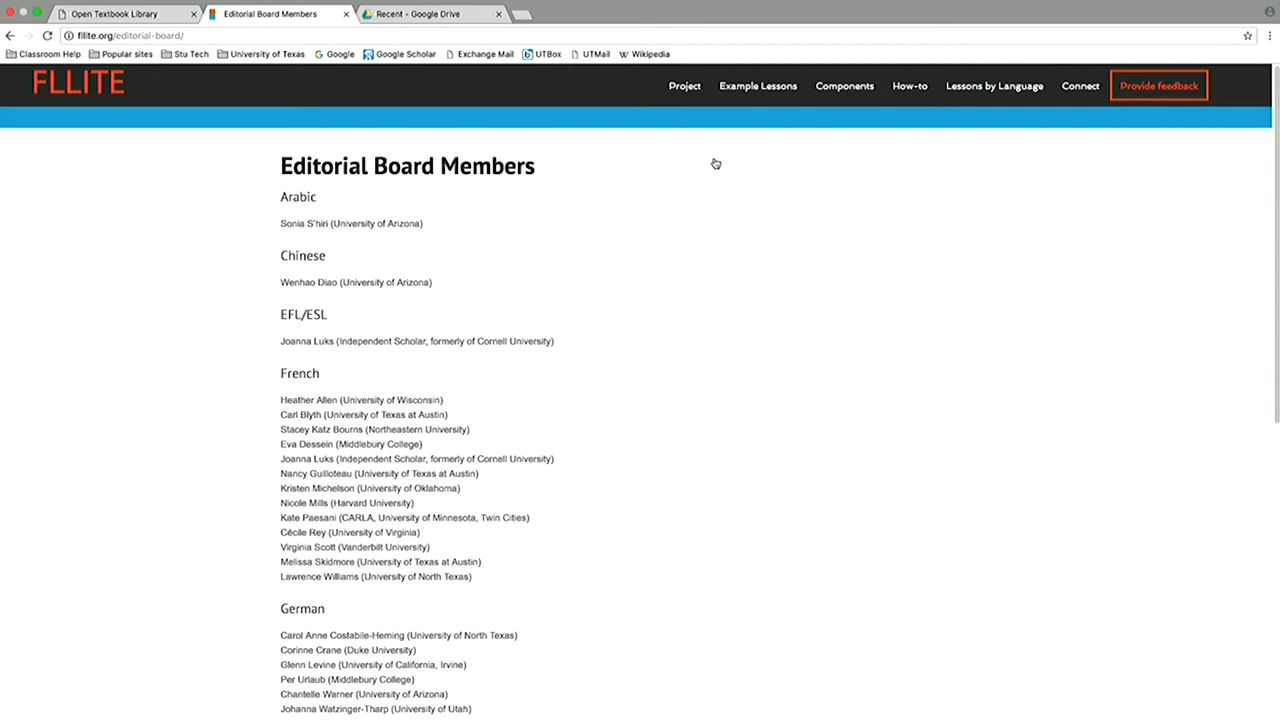 Open Textbook Library
Editorial Board Members
Recent - Google Drive
fllite.org/editorial-board/
Classroom Help
Popular sites
Stu Tech
University of Texas
Google
Google Scholar
Exchange Mail
UTBox
UTMail
Wikipedia
FLLITE
Project
Example Lessons
Components
How-to
Lessons by Language
Connect
Provide feedback
Editorial Board Members
Arabic
Sonia S'hiri (University of Arizona)
Chinese
Wenhao Diao (University of Arizona)
EFL/ESL
Joanna Luks (Independent Scholar, formerly of Cornell University)
French
Heather Allen (University of Wisconsin)
Carl Blyth (University of Texas at Austin)
Stacey Katz Bourns (Northeastern University)
Eva Dessein (Middlebury College)
Joanna Luks (Independent Scholar, formerly of Cornell University)
Nancy Guilloteau (University of Texas at Austin)
Kristen Michelson (University of Oklahoma)
Nicole Mills (Harvard University)
Kate Paesani (CARLA, University of Minnesota, Twin Cities)
Cécile Rey (University of Virginia)
Virginia Scott (Vanderbilt University)
Melissa Skidmore (University of Texas at Austin)
Lawrence Williams (University of North Texas)
German
Carol Anne Costabile-Heming (University of North Texas)
Corinne Crane (Duke University)
Glenn Levine (University of California, Irvine)
Per Urlaub (Middlebury College)
Chantelle Warner (University of Arizona)
Johanna Watzinger-Tharp (University of Utah)